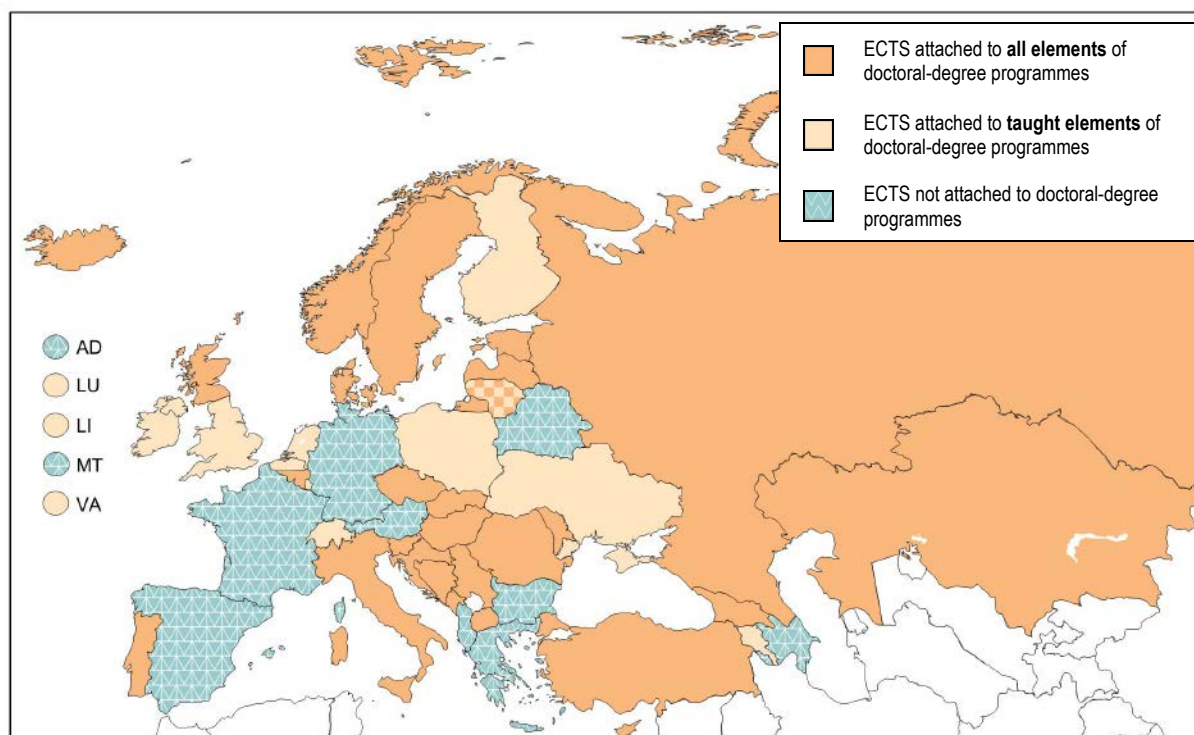 ECTS attached to all elements of
doctoral-degree programmes
ECTS attached to taught elements of
doctoral-degree programmes
ECTS not attached to doctoral-degree
programmes
AD
LU
LI
MT
VA